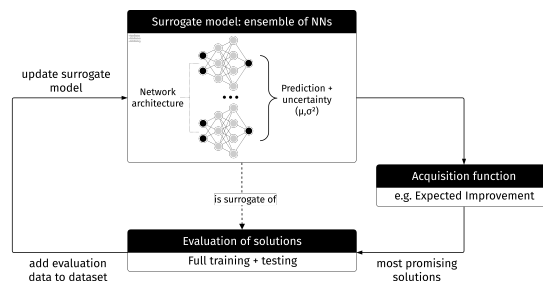 Surrogate model: ensemble of NNs
update surrogate
model
Network
architecture
Prediction +
uncertainty
(μ,σ²)
Acquisition function
e.g. Expected Improvement
is surrogate of
Evaluation of solutions
Full training + testing
add evaluation
data to dataset
most promising
solutions